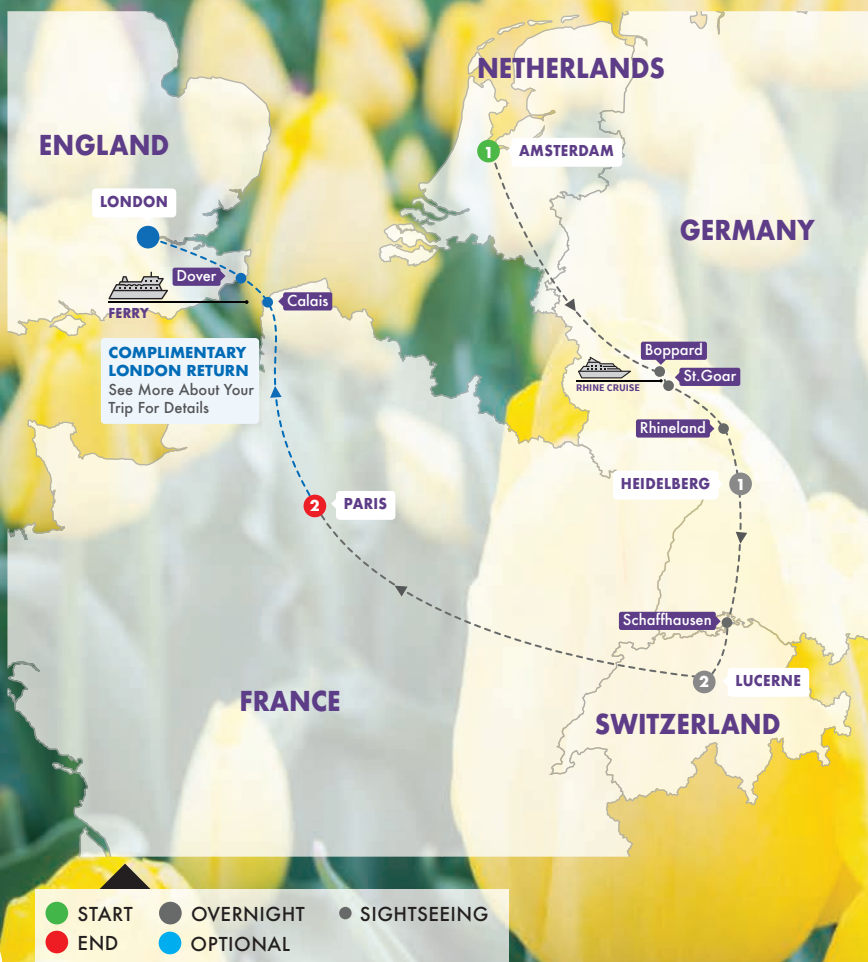 NETHERLANDS
ENGLAND
1
AMSTERDAM
LONDON
GERMANY
Dover
Calais
FERRY
Boppard
St.Goar
RHINE CRUISE
COMPLIMENTARY
LONDON RETURN
See More About Your
Trip For Details
Rhineland
HEIDELBERG
1
2
PARIS
Schaffhausen
2
LUCERNE
FRANCE
SWITZERLAND
START
OVERNIGHT
SIGHTSEEING
END
OPTIONAL